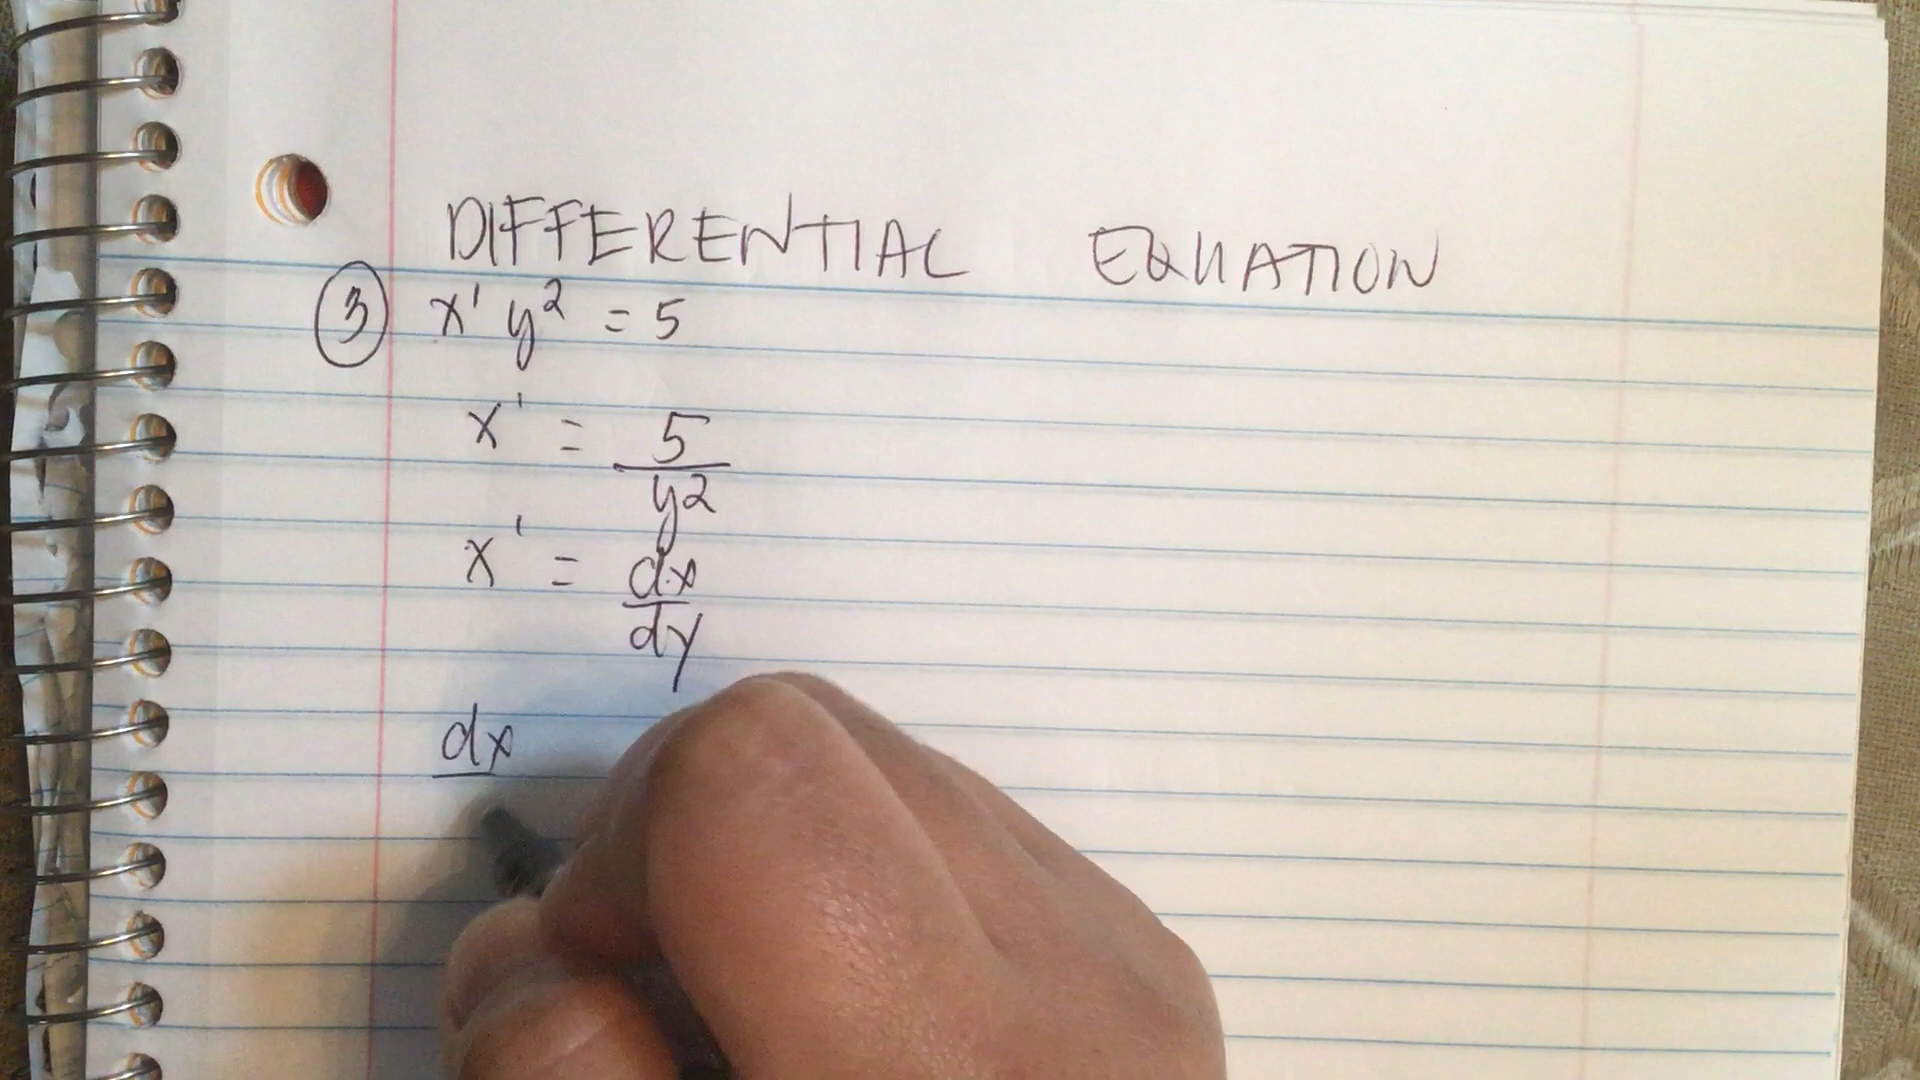 DIFFERENTIAL EQUATION
③ x' y² = 5
x' = 5
y²
x' = dx
dy
dx